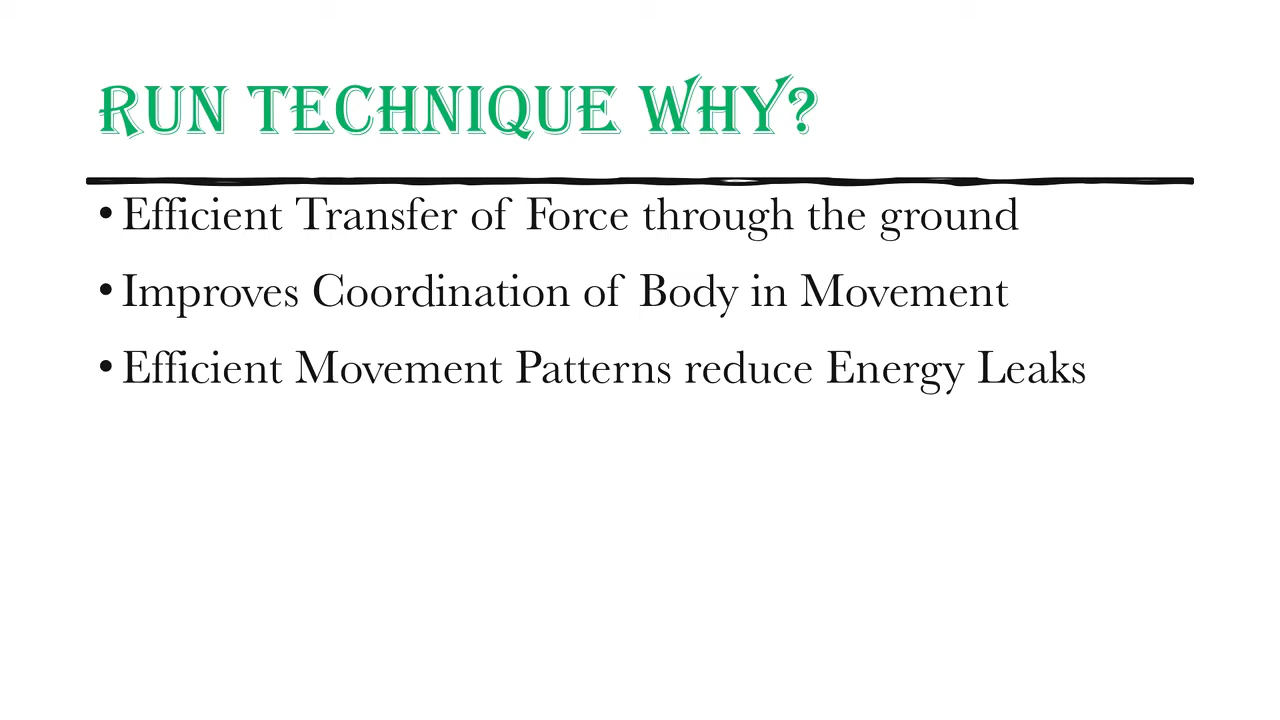 RUN TECHNIQUE WHY?
• Efficient Transfer of Force through the ground
• Improves Coordination of Body in Movement
• Efficient Movement Patterns reduce Energy Leaks